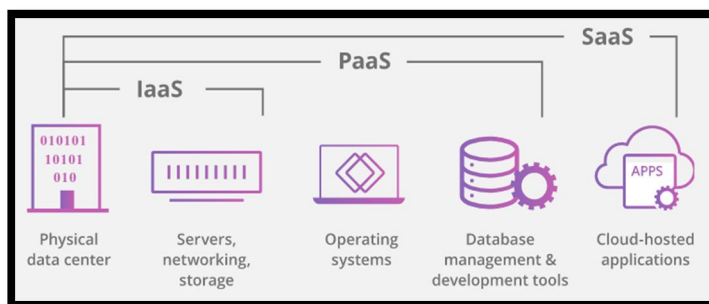 SaaS
PaaS
IaaS
010101
10101
010
APPS
Physical
data center
Servers,
networking,
storage
Operating
systems
Database
management &
development tools
Cloud-hosted
applications